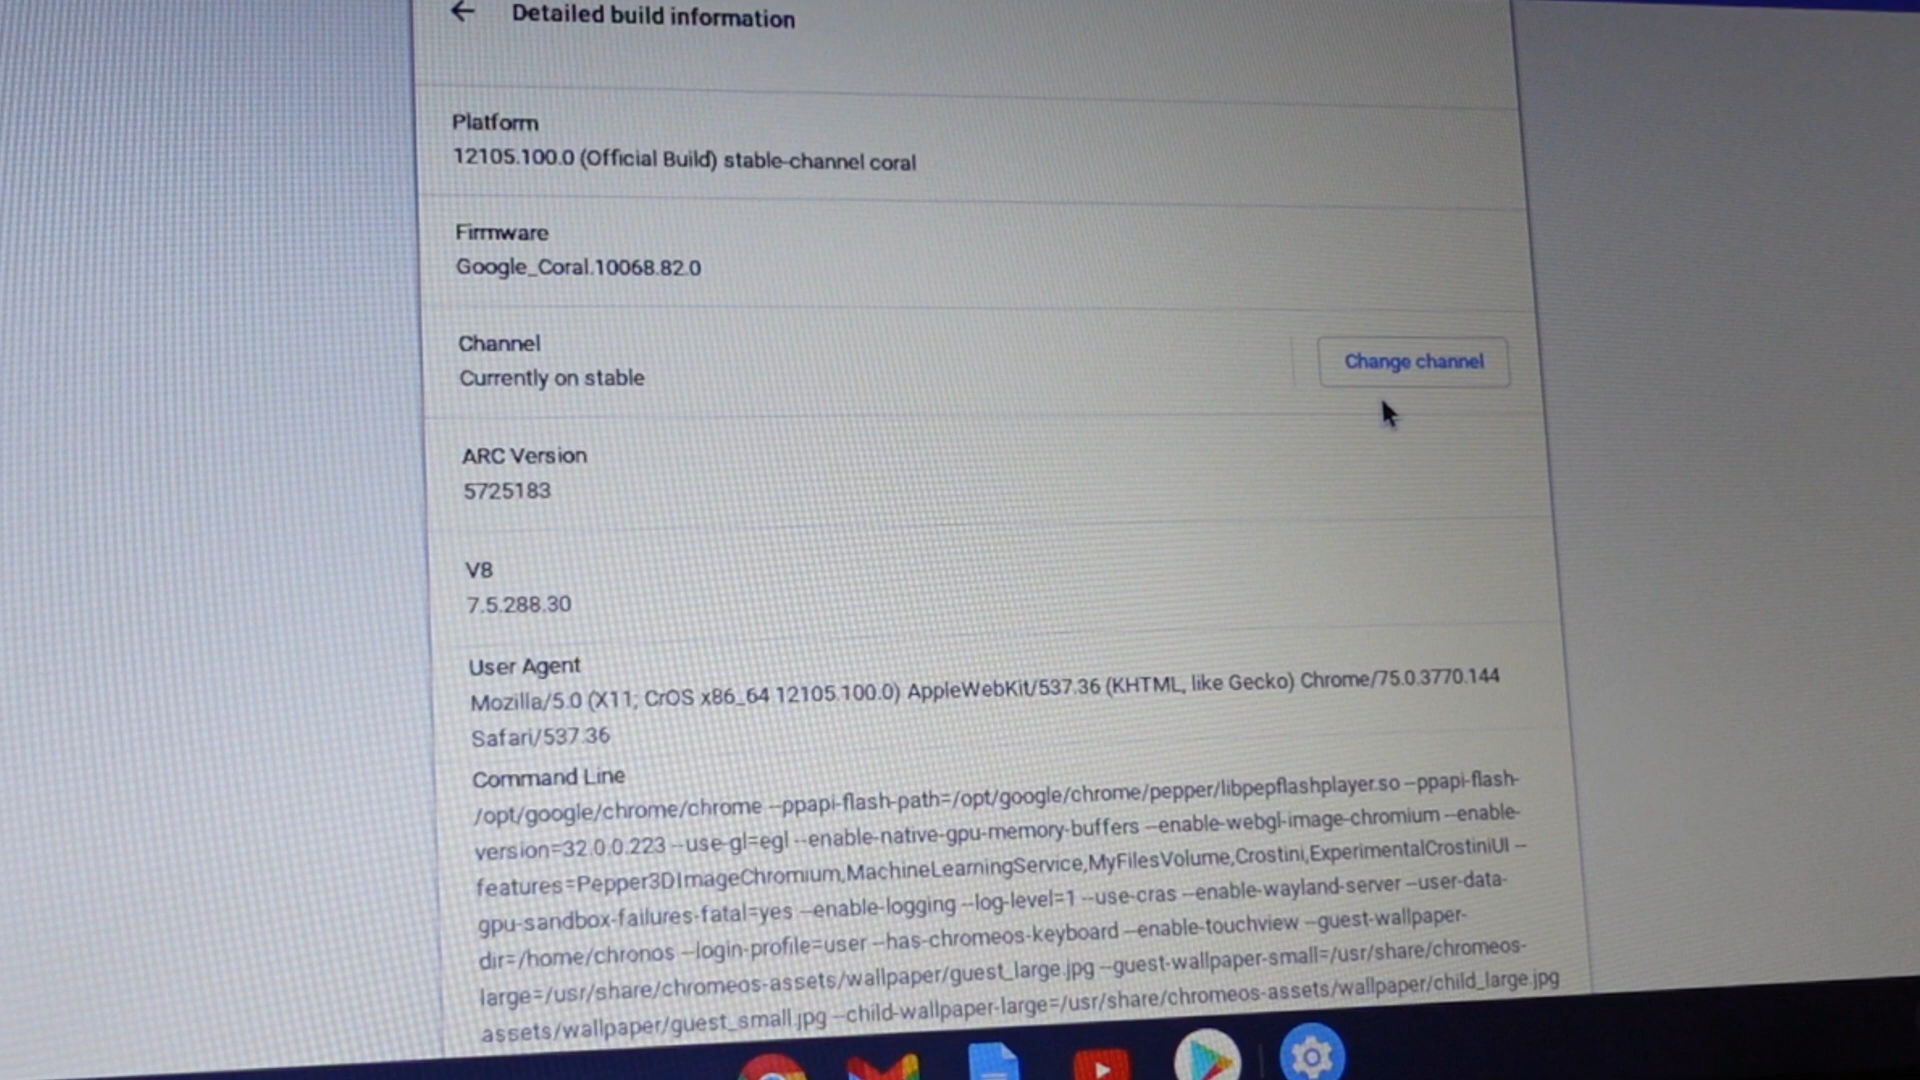 Detailed build information
Platform
12105.100.0 (Official Build) stable-channel coral
Firmware
Google_Coral.10068.82.0
Channel
Currently on stable
Change channel
ARC Version
5725183
V8
7.5.288.30
User Agent
Mozilla/5.0 (X11; CrOS x86_64 12105.100.0) AppleWebKit/537.36 (KHTML, like Gecko) Chrome/75.0.3770.144
Safari/537.36
Command Line
/opt/google/chrome/chrome --ppapi-flash-path=/opt/google/chrome/pepper/libpepflashplayer.so --ppapi-flash-
version=32.0.0.223 --use-gl=egl --enable-native-gpu-memory-buffers --enable-webgl-image-chromium --enable-
features=Pepper3DImageChromium,MachineLearningService,MyFilesVolume,Crostini,ExperimentalCrostiniUI --
gpu-sandbox-failures-fatal=yes --enable-logging --log-level=1 --use-cras --enable-wayland-server --user-data-
dir=/home/chronos --login-profile=user --has-chromeos-keyboard --enable-touchview --guest-wallpaper-
large=/usr/share/chromeos-assets/wallpaper/guest_large.jpg --guest-wallpaper-small=/usr/share/chromeos-
assets/wallpaper/guest_small.jpg --child-wallpaper-large=/usr/share/chromeos-assets/wallpaper/child_large.jpg